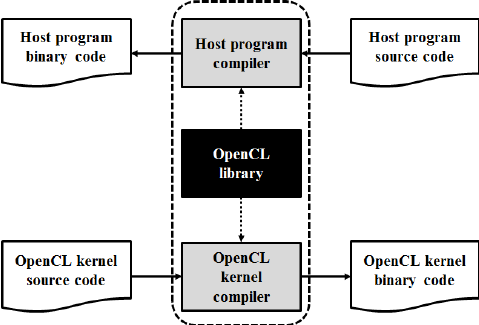 Host program
binary code
Host program
compiler
Host program
source code
OpenCL
library
OpenCL kernel
source code
OpenCL
kernel
compiler
OpenCL kernel
binary code